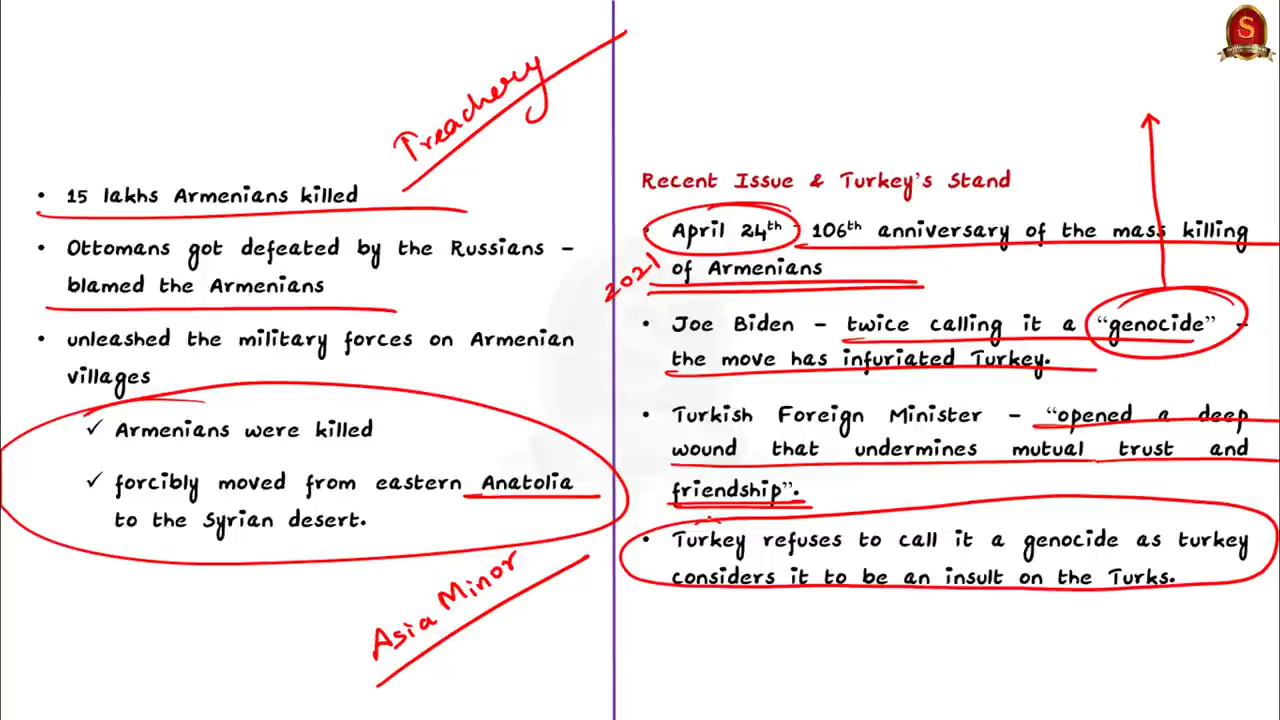 Treachery
• 15 lakhs Armenians killed
• Ottomans got defeated by the Russians –
blamed the Armenians
• unleashed the military forces on Armenian
villages
✓ Armenians were killed
✓ forcibly moved from eastern Anatolia
to the Syrian desert.
Asia Minor
Recent Issue & Turkey's Stand
• April 24th 106th anniversary of the mass killing
2021
of Armenians
• Joe Biden – twice calling it a “genocide” –
the move has infuriated Turkey.
• Turkish Foreign Minister – “opened a deep
wound that undermines mutual trust and
friendship”.
• Turkey refuses to call it a genocide as turkey
considers it to be an insult on the Turks.
S